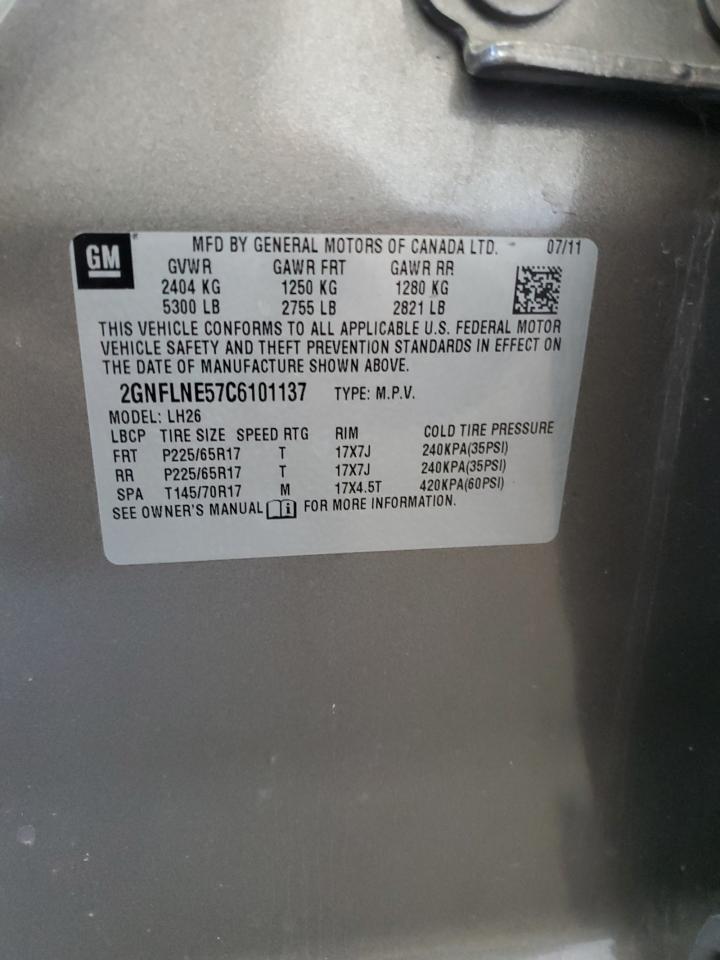 GM
MFD BY GENERAL MOTORS OF CANADA LTD. 07/11
GVWR GAWR FRT GAWR RR
2404 KG 1250 KG 1280 KG
5300 LB 2755 LB 2821 LB
THIS VEHICLE CONFORMS TO ALL APPLICABLE U.S. FEDERAL MOTOR
VEHICLE SAFETY AND THEFT PREVENTION STANDARDS IN EFFECT ON
THE DATE OF MANUFACTURE SHOWN ABOVE.
2GNFLNE57C6101137 TYPE: M.P.V.
MODEL: LH26
LBCP TIRE SIZE SPEED RTG RIM COLD TIRE PRESSURE
FRT P225/65R17 T 17X7J 240KPA(35PSI)
RR P225/65R17 T 17X7J 240KPA(35PSI)
SPA T145/70R17 M 17X4.5T 420KPA(60PSI)
SEE OWNER'S MANUAL i FOR MORE INFORMATION.